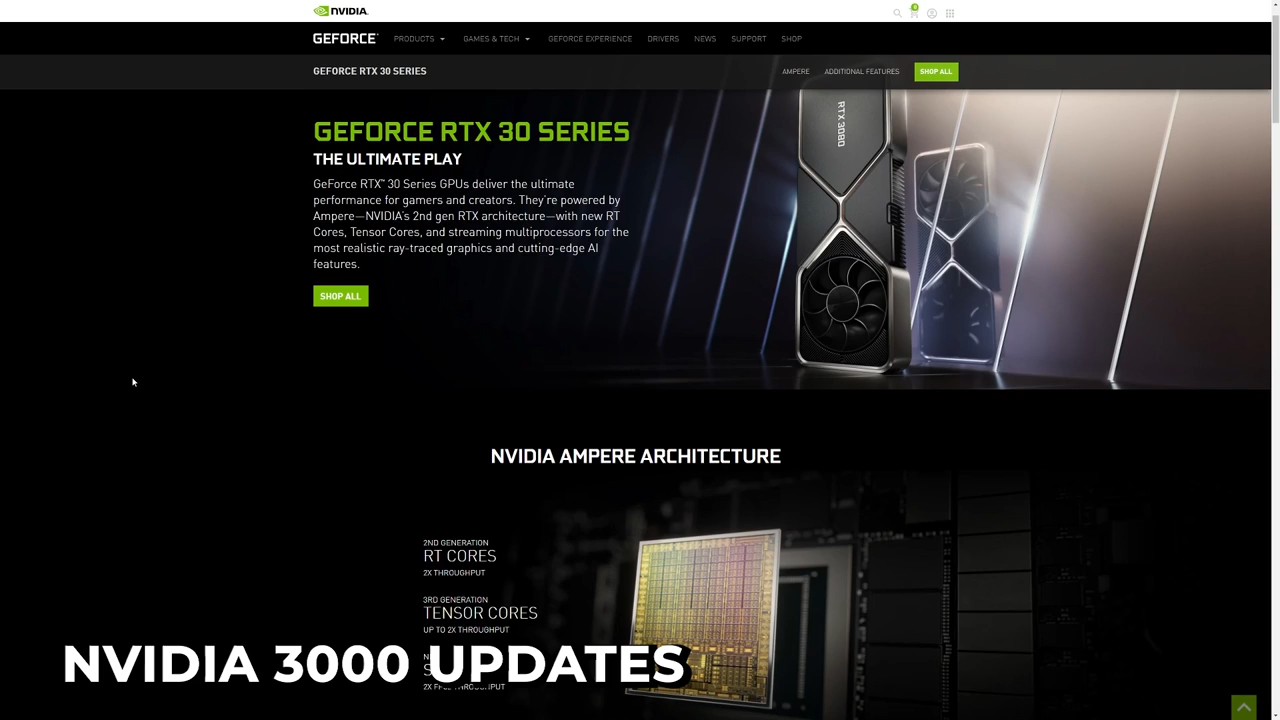 NVIDIA.
0
GEFORCE
PRODUCTS
GAMES & TECH
GEFORCE EXPERIENCE
DRIVERS
NEWS
SUPPORT
SHOP
GEFORCE RTX 30 SERIES
AMPERE
ADDITIONAL FEATURES
SHOP ALL
GEFORCE RTX 30 SERIES
THE ULTIMATE PLAY
GeForce RTX™ 30 Series GPUs deliver the ultimate
performance for gamers and creators. They're powered by
Ampere—NVIDIA's 2nd gen RTX architecture—with new RT
Cores, Tensor Cores, and streaming multiprocessors for the
most realistic ray-traced graphics and cutting-edge AI
features.
SHOP ALL
RTX 3080
NVIDIA AMPERE ARCHITECTURE
2ND GENERATION
RT CORES
2X THROUGHPUT
3RD GENERATION
TENSOR CORES
UP TO 2X THROUGHPUT
NVIDIA 3000 UPDATES